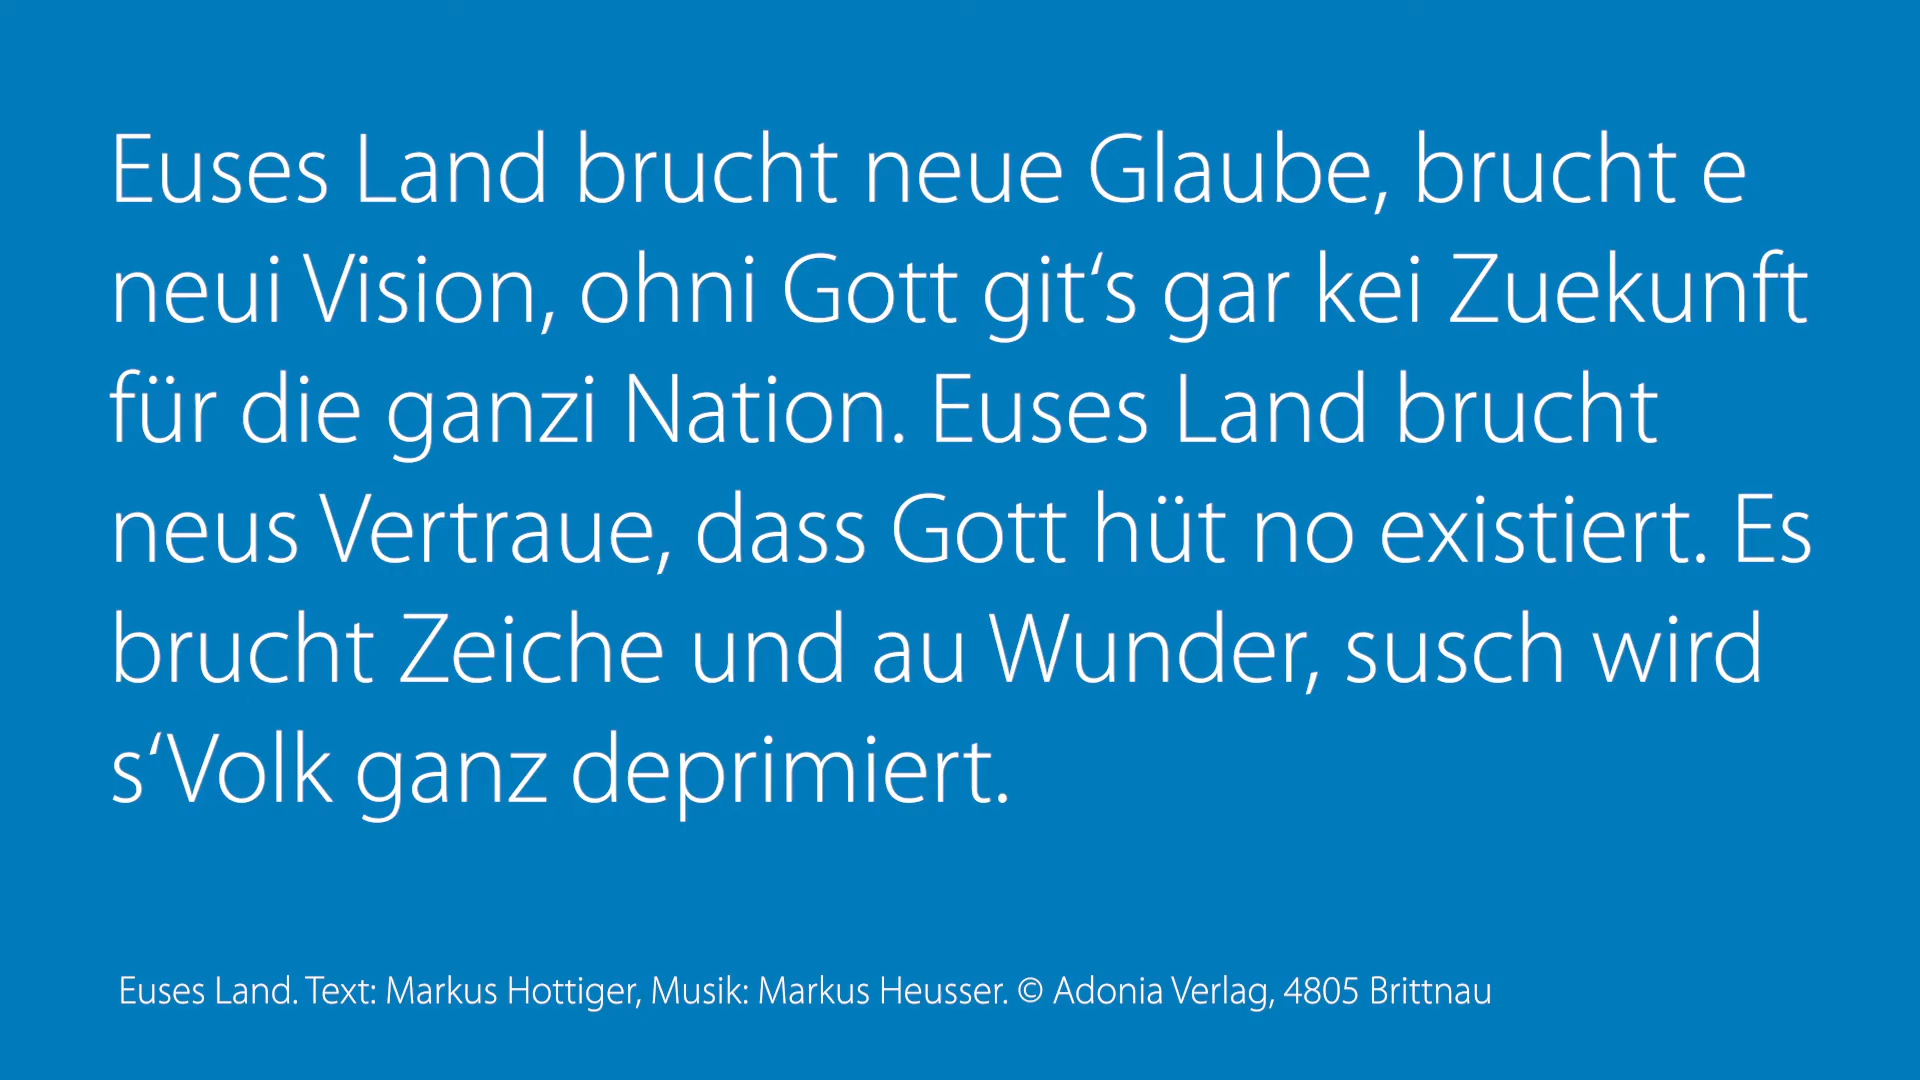 Euses Land brucht neue Glaube, brucht e
neui Vision, ohni Gott git‘s gar kei Zuekunft
für die ganzi Nation. Euses Land brucht
neus Vertraue, dass Gott hüt no existiert. Es
brucht Zeiche und au Wunder, susch wird
s‘Volk ganz deprimiert.
Euses Land. Text: Markus Hottiger, Musik: Markus Heusser. © Adonia Verlag, 4805 Brittnau